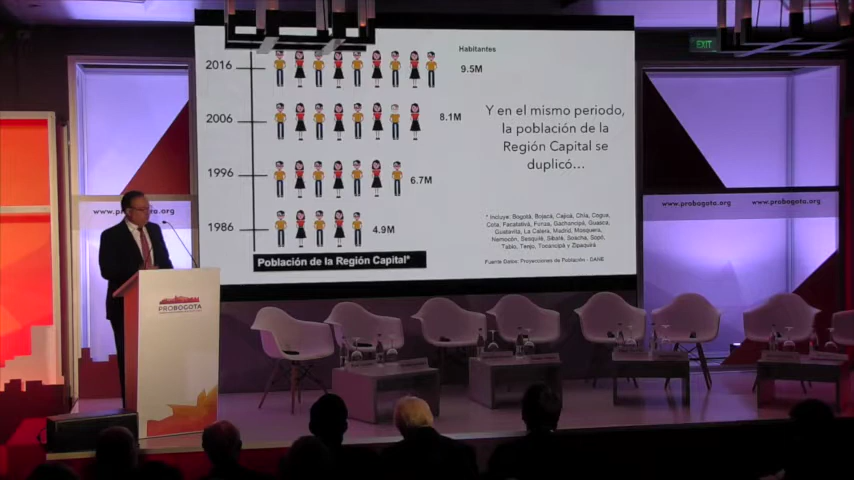 Habitantes
2016
9.5M
2006
8.1M
1996
6.7M
1986
4.9M
Población de la Región Capital*
Y en el mismo periodo,
la población de la
Región Capital se
duplicó...
* Incluye: Bogotá, Bojacá, Cajicá, Chía, Cogua,
Cota, Facatativá, Funza, Gachancipá, Guasca,
Guatavita, La Calera, Madrid, Mosquera,
Nemocón, Sesquilé, Sibaté, Soacha, Sopó,
Tabio, Tenjo, Tocancipá y Zipaquirá
Fuente Datos: Proyecciones de Población - DANE
EXIT
www.probogota.org
www.probogota.org
www.probogota.org
PROBOGOTA